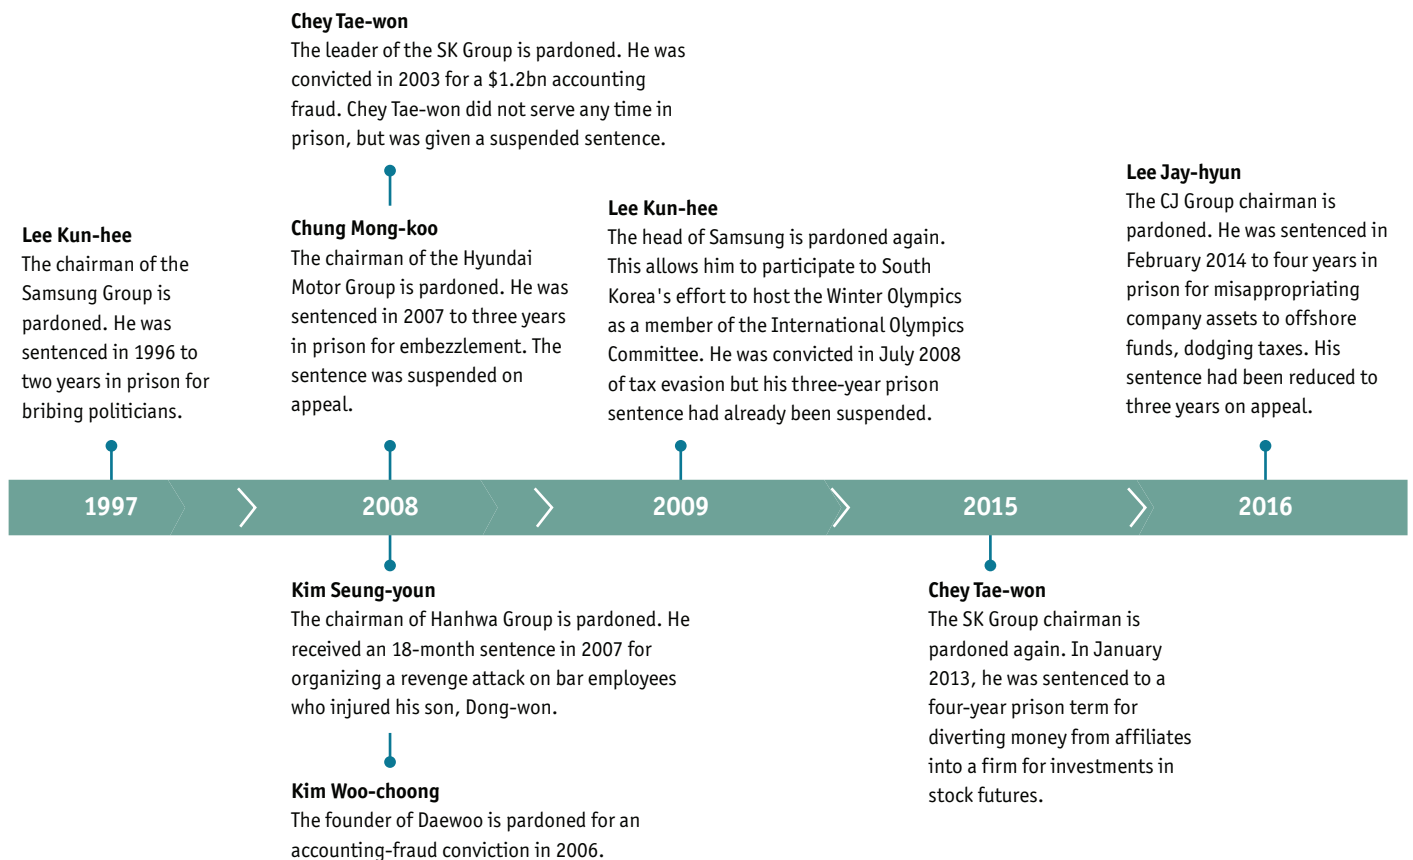 Chey Tae-won
The leader of the SK Group is pardoned. He was
convicted in 2003 for a $1.2bn accounting
fraud. Chey Tae-won did not serve any time in
prison, but was given a suspended sentence.
Lee Kun-hee
The chairman of the
Samsung Group is
pardoned. He was
sentenced in 1996 to
two years in prison for
bribing politicians.
Chung Mong-koo
The chairman of the Hyundai
Motor Group is pardoned. He was
sentenced in 2007 to three years
in prison for embezzlement. The
sentence was suspended on
appeal.
Lee Kun-hee
The head of Samsung is pardoned again.
This allows him to participate to South
Korea's effort to host the Winter Olympics
as a member of the International Olympics
Committee. He was convicted in July 2008
of tax evasion but his three-year prison
sentence had already been suspended.
Lee Jay-hyun
The CJ Group chairman is
pardoned. He was sentenced in
February 2014 to four years in
prison for misappropriating
company assets to offshore
funds, dodging taxes. His
sentence had been reduced to
three years on appeal.
1997
2008
2009
2015
2016
Kim Seung-youn
The chairman of Hanhwa Group is pardoned. He
received an 18-month sentence in 2007 for
organizing a revenge attack on bar employees
who injured his son, Dong-won.
Kim Woo-choong
The founder of Daewoo is pardoned for an
accounting-fraud conviction in 2006.
Chey Tae-won
The SK Group chairman is
pardoned again. In January
2013, he was sentenced to a
four-year prison term for
diverting money from affiliates
into a firm for investments in
stock futures.